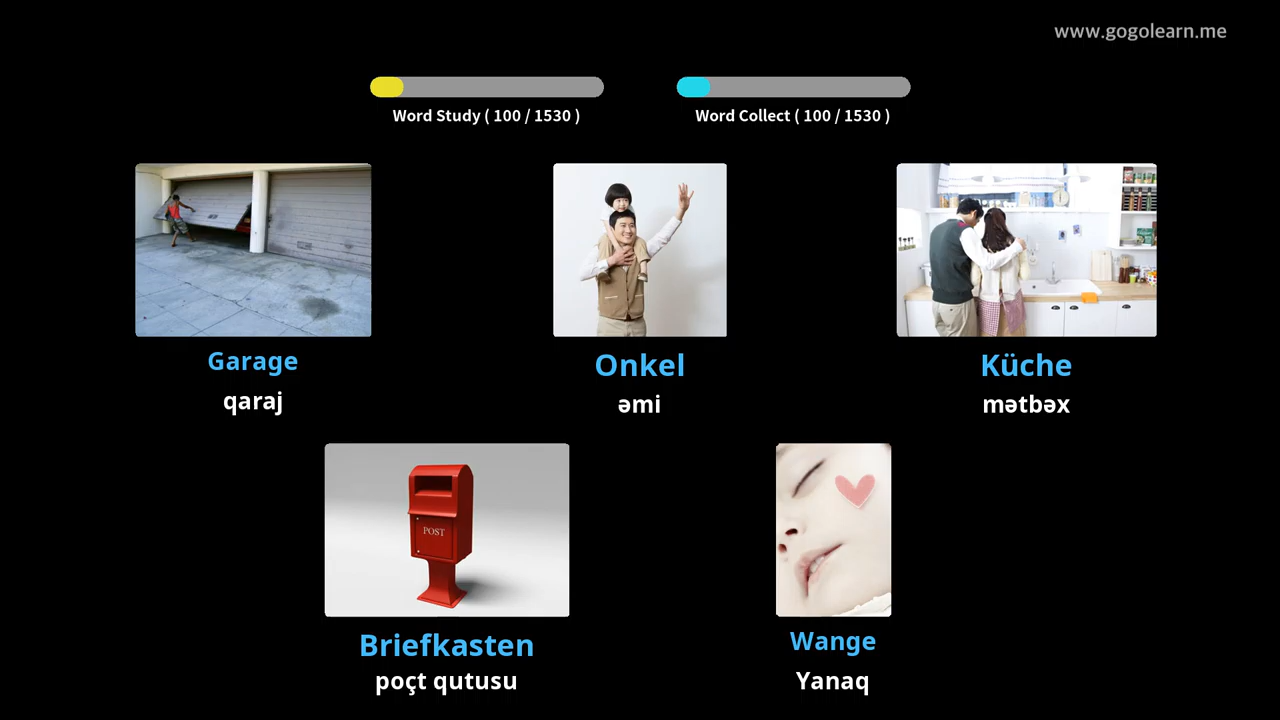 www.gogolearn.me
Word Study ( 100 / 1530 )
Word Collect ( 100 / 1530 )
Garage
qaraj
Onkel
əmi
Küche
mətbəx
POST
Briefkasten
poçt qutusu
Wange
Yanaq